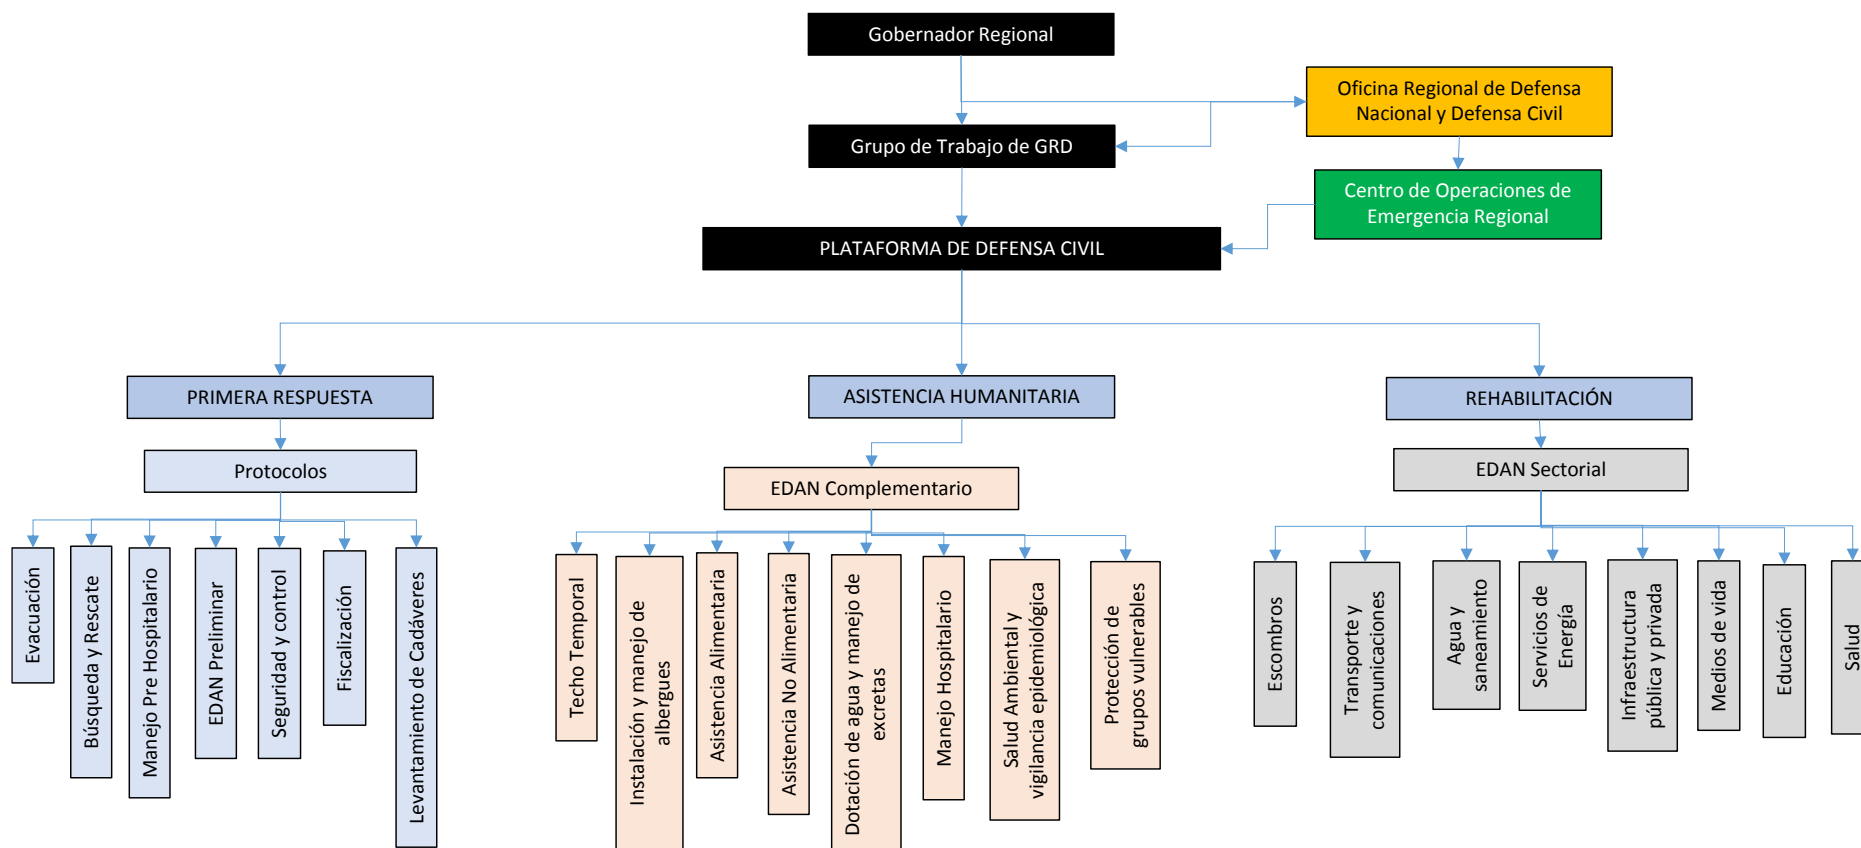 Gobernador Regional
Oficina Regional de Defensa
Nacional y Defensa Civil
Grupo de Trabajo de GRD
Centro de Operaciones de
Emergencia Regional
PLATAFORMA DE DEFENSA CIVIL
PRIMERA RESPUESTA
ASISTENCIA HUMANITARIA
REHABILITACIÓN
Protocolos
EDAN Complementario
EDAN Sectorial
Evacuación
Búsqueda y Rescate
Manejo Pre Hospitalario
EDAN Preliminar
Seguridad y control
Fiscalización
Levantamiento de Cadáveres
Techo Temporal
Instalación y manejo de
albergues
Asistencia Alimentaria
Asistencia No Alimentaria
Dotación de agua y manejo de
excretas
Manejo Hospitalario
Salud Ambiental y
vigilancia epidemiológica
Protección de
grupos vulnerables
Escombros
Transporte y
comunicaciones
Agua y
saneamiento
Servicios de
Energía
Infraestructura
pública y privada
Medios de vida
Educación
Salud